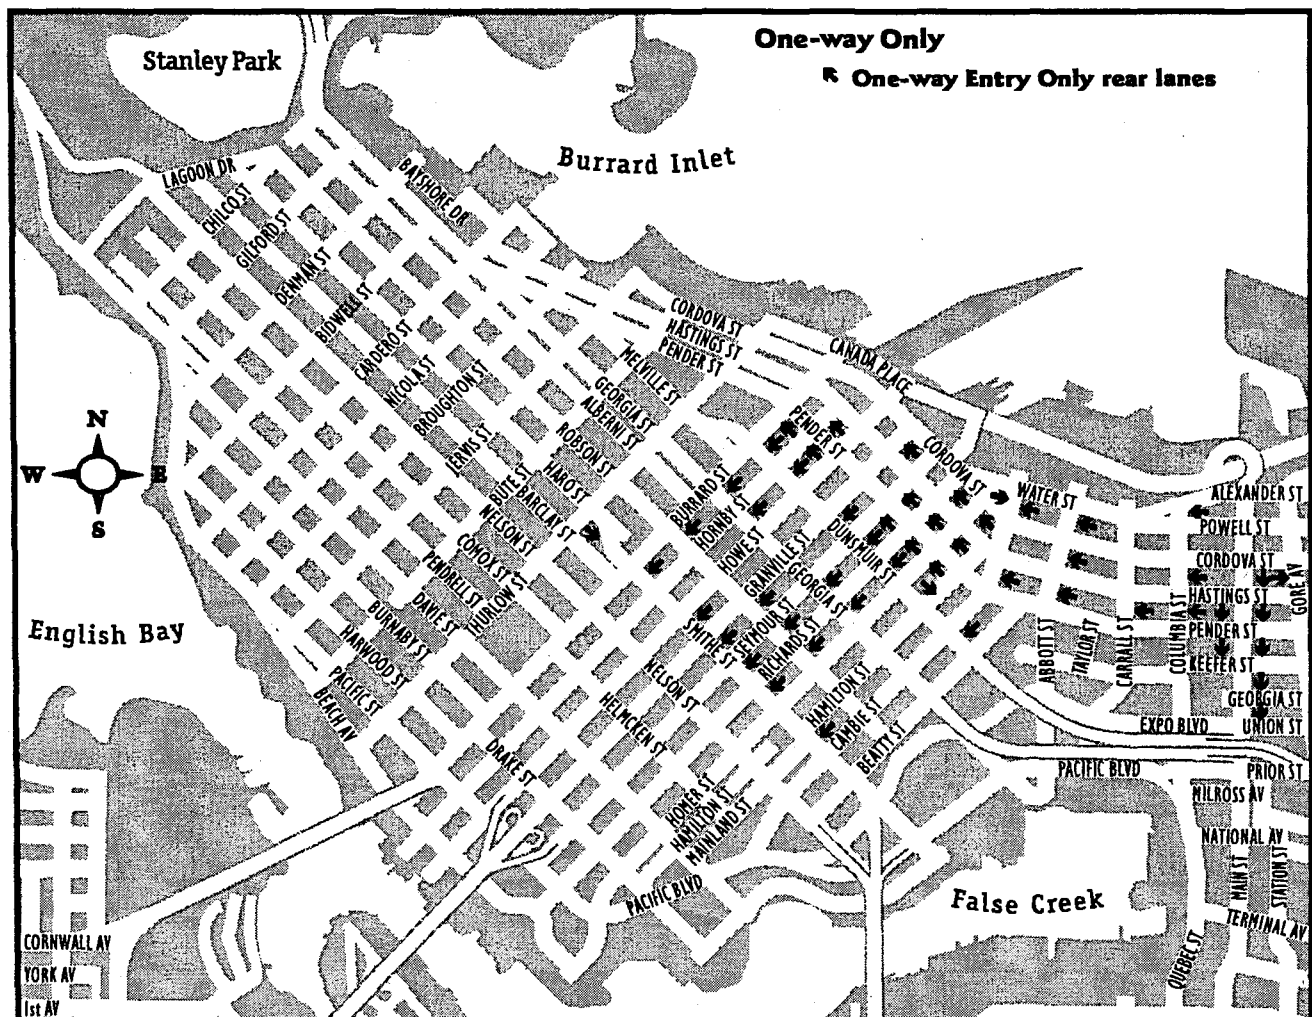 One-way Only
One-way Entry Only rear lanes
Stanley Park
Burrard Inlet
LAGOON DR
BAYSHORE DR
CHILCO ST
GILFORD ST
DENMAN ST
BIDWELL ST
CARDERO ST
NICOLA ST
BROUGHTON ST
JERVIS ST
BUTE ST
THURLOW ST
CORDOVA ST
HASTINGS ST
PENDER ST
MELVILLE ST
GEORGIA ST
ALBERNI ST
ROBSON ST
HARO ST
BARCLAY ST
NELSON ST
COMOX ST
PENDRELL ST
DAVIE ST
BURNABY ST
HARWOOD ST
PACIFIC ST
BEACH AV
CANADA PLACE
PENDER ST
CORDOVA ST
WATER ST
ALEXANDER ST
POWELL ST
CORDOVA ST
HASTINGS ST
PENDER ST
KEEFER ST
GEORGIA ST
UNION ST
EXPO BLVD
PRIOR ST
PACIFIC BLVD
MILROSS AV
NATIONAL AV
TERMINAL AV
GORE AV
ABBOTT ST
TAYLOR ST
CARRALL ST
COLUMBIA ST
MAIN ST
STATION ST
QUEBEC ST
BURRARD ST
HORNBY ST
HOWE ST
GRANVILLE ST
DUNSMUIR ST
GEORGIA ST
SEYMOUR ST
RICHARDS ST
SMITHE ST
NELSON ST
HELMCKEN ST
DRAKE ST
HAMILTON ST
CAMBIE ST
BEATTY ST
HOMER ST
HAMILTON ST
MAINLAND ST
PACIFIC BLVD
False Creek
N
W
E
S
English Bay
CORNWALL AV
YORK AV
1st AV